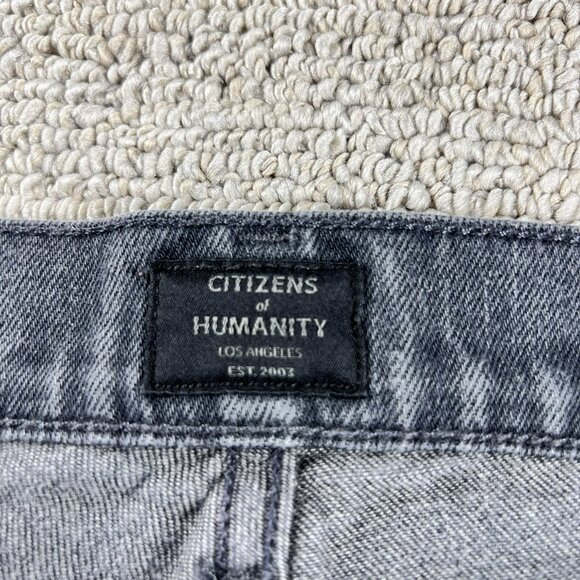 CITIZENS
of
HUMANITY
LOS ANGELES
EST. 2003